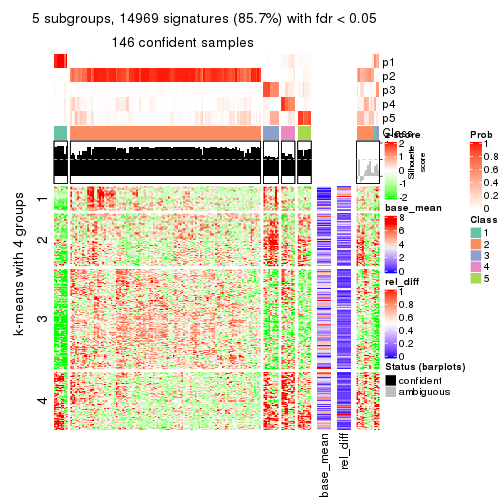 5 subgroups, 14969 signatures (85.7%) with fdr < 0.05
146 confident samples
p1
p2
p3
p4
p5
Class
Silhouette
score
k-means with 4 groups
1
2
3
4
base_mean
rel_diff
z-score
2
1
0
-1
-2
base_mean
8
6
4
2
0
rel_diff
1
0.8
0.6
0.4
0.2
0
Status (barplots)
confident
ambiguous
Prob
1
0.8
0.6
0.4
0.2
0
Class
1
2
3
4
5